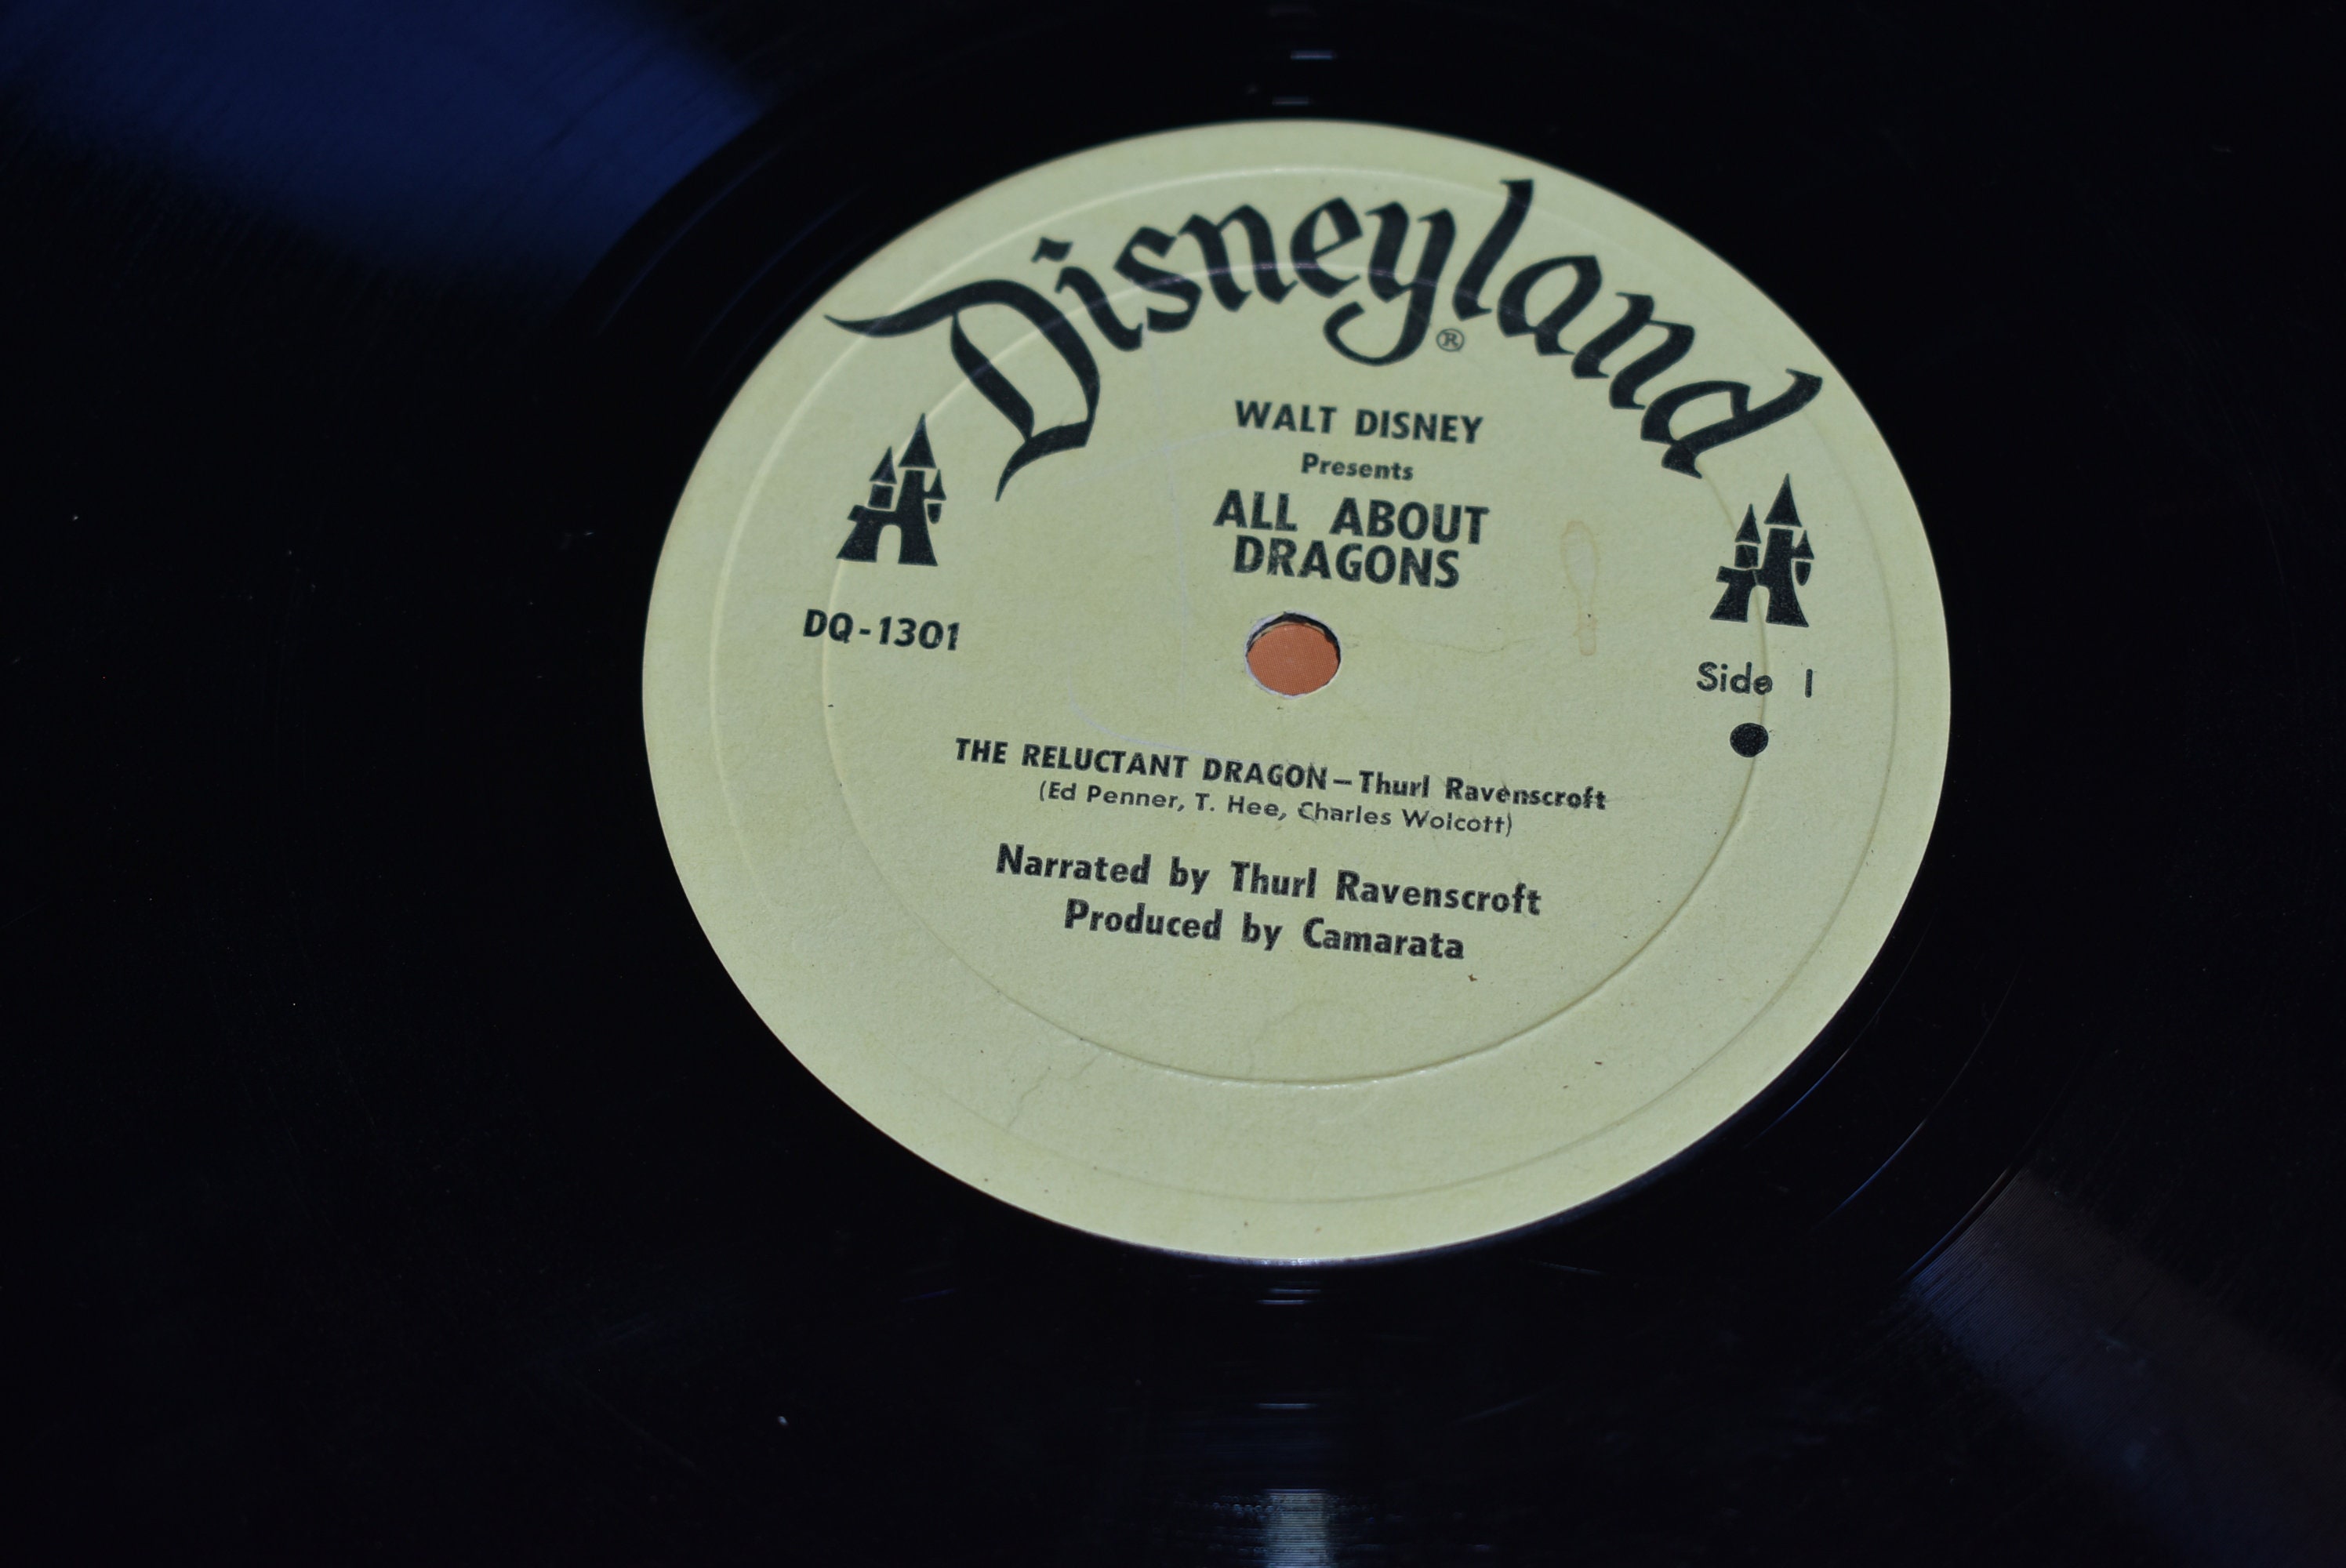 Disneyland®
WALT DISNEY
Presents
ALL ABOUT
DRAGONS
DQ-1301
Side 1
THE RELUCTANT DRAGON—Thurl Ravenscroft
(Ed Penner, T. Hee, Charles Wolcott)
Narrated by Thurl Ravenscroft
Produced by Camarata